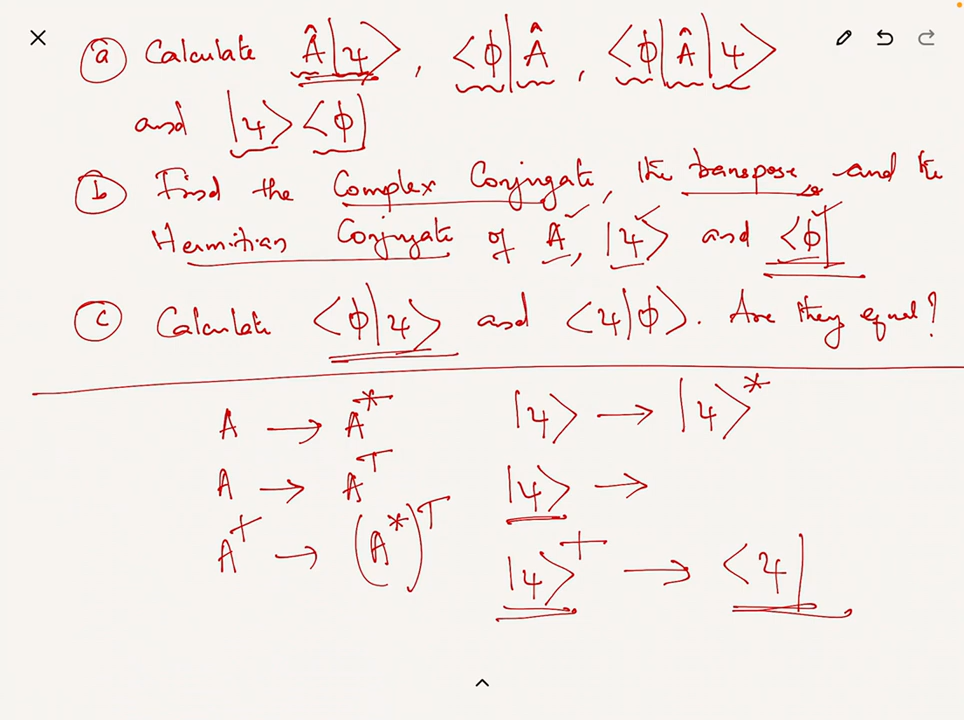 (a) Calculate Â|ψ>, <ϕ|Â, <ϕ|Â|ψ>
and |ψ><ϕ|
(b) Find the Complex Conjugate, the transpose and the
Hermitian Conjugate of A, |ψ> and <ϕ|
(c) Calculate <ϕ|ψ> and <ψ|ϕ>. Are they equal?
A → A* |ψ> → |ψ>*
A → Aᵀ |ψ> →
A† → (A*)ᵀ |ψ>† → <ψ|